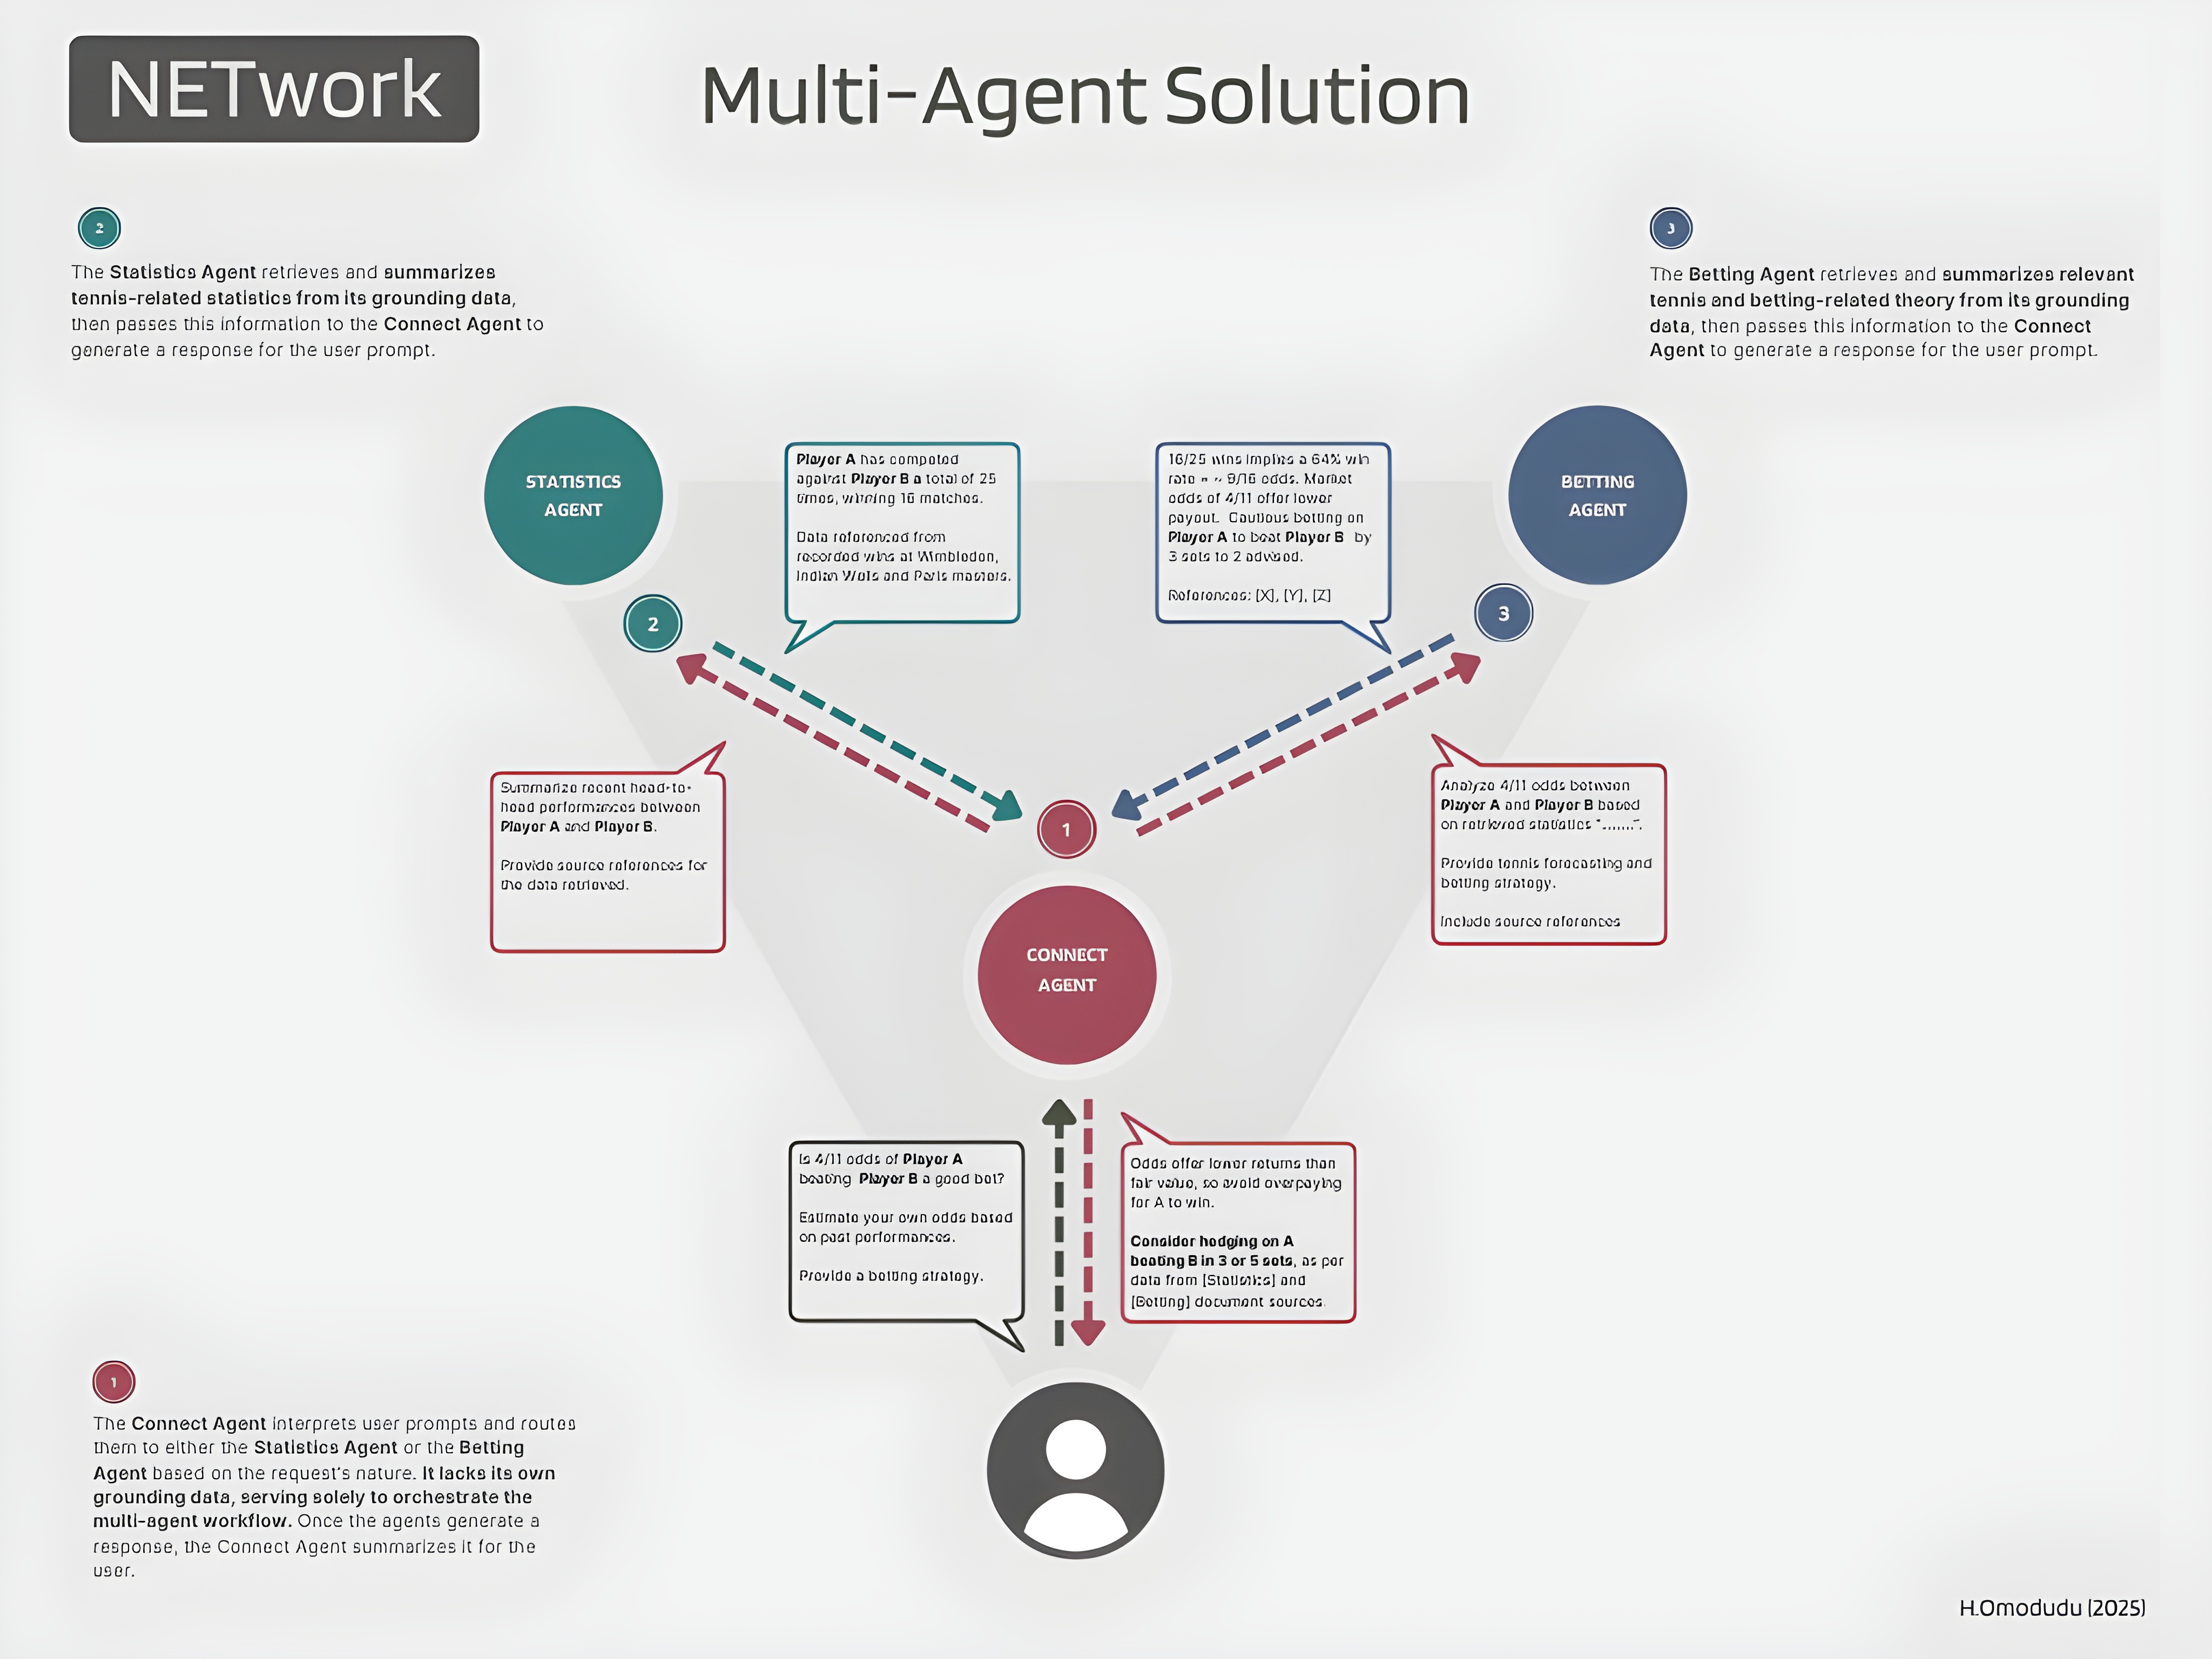 NETwork
Multi-Agent Solution
2
The Statistics Agent retrieves and summarizes
tennis-related statistics from its grounding data,
then passes this information to the Connect Agent to
generate a response for the user prompt.
3
The Betting Agent retrieves and summarizes relevant
tennis and betting-related theory from its grounding
data, then passes this information to the Connect
Agent to generate a response for the user prompt.
STATISTICS
AGENT
Player A has competed
against Player B a total of 25
times, winning 16 matches.
Data referenced from
recorded wins at Wimbledon,
Indian Wells and Paris masters.
16/25 wins implies a 64% win
rate = ~ 9/16 odds. Market
odds of 4/11 offer lower
payout. Cautious betting on
Player A to beat Player B by
3 sets to 2 advised.
References: [X], [Y], [Z]
BETTING
AGENT
2
3
Summarize recent head-to-
head performances between
Player A and Player B.
Provide source references for
the data retrieved.
1
Analyze 4/11 odds between
Player A and Player B based
on retrieved statistics ".......".
Provide tennis forecasting and
betting strategy.
Include source references
CONNECT
AGENT
Is 4/11 odds of Player A
beating Player B a good bet?
Estimate your own odds based
on past performances.
Provide a betting strategy.
Odds offer lower returns than
fair value, so avoid overpaying
for A to win.
Consider hedging on A
beating B in 3 or 5 sets, as per
data from [Statistics] and
[Betting] document sources.
1
The Connect Agent interprets user prompts and routes
them to either the Statistics Agent or the Betting
Agent based on the request's nature. It lacks its own
grounding data, serving solely to orchestrate the
multi-agent workflow. Once the agents generate a
response, the Connect Agent summarizes it for the
user.
H.Omodudu (2025)